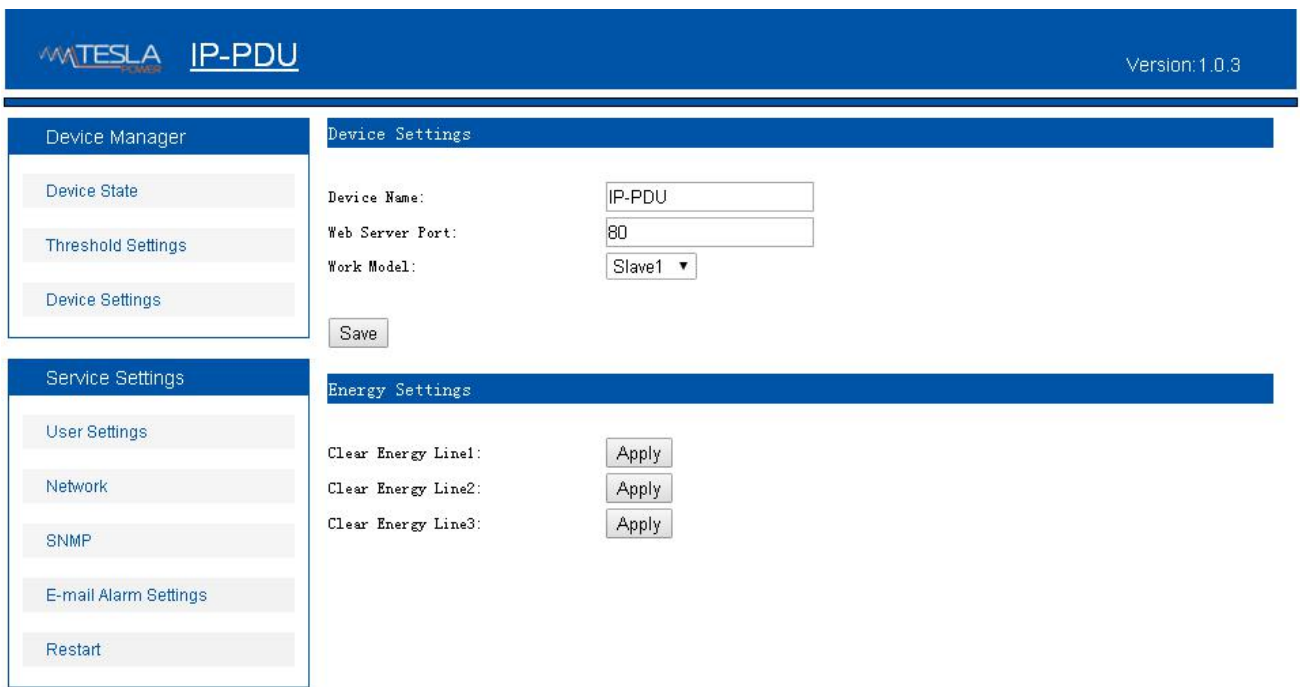 TESLA
POWER
IP-PDU
Version:1.0.3
Device Manager
Device State
Threshold Settings
Device Settings
Service Settings
User Settings
Network
SNMP
E-mail Alarm Settings
Restart
Device Settings
Device Name: IP-PDU
Web Server Port: 80
Work Model: Slave1
Save
Energy Settings
Clear Energy Line1: Apply
Clear Energy Line2: Apply
Clear Energy Line3: Apply